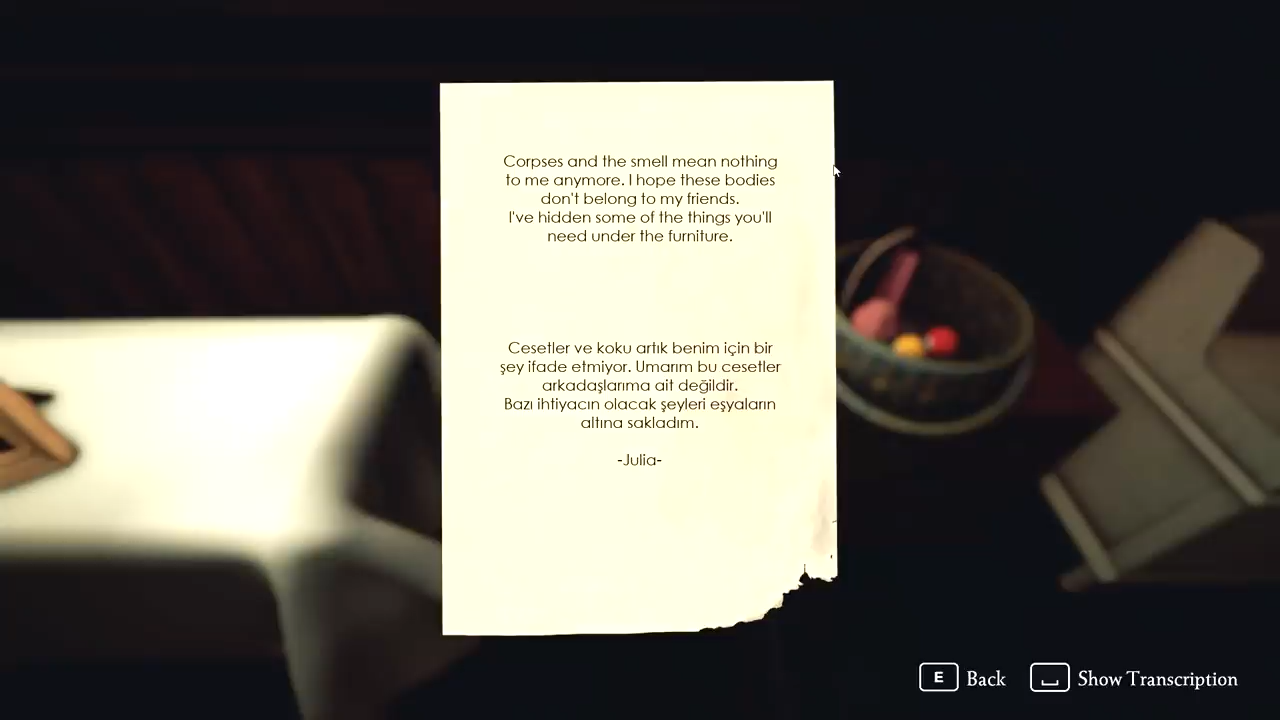 Corpses and the smell mean nothing
to me anymore. I hope these bodies
don't belong to my friends.
I've hidden some of the things you'll
need under the furniture.
Cesetler ve koku artık benim için bir
şey ifade etmiyor. Umarım bu cesetler
arkadaşlarıma ait değildir.
Bazı ihtiyacın olacak şeyleri eşyaların
altına sakladım.
-Julia-
E Back Show Transcription